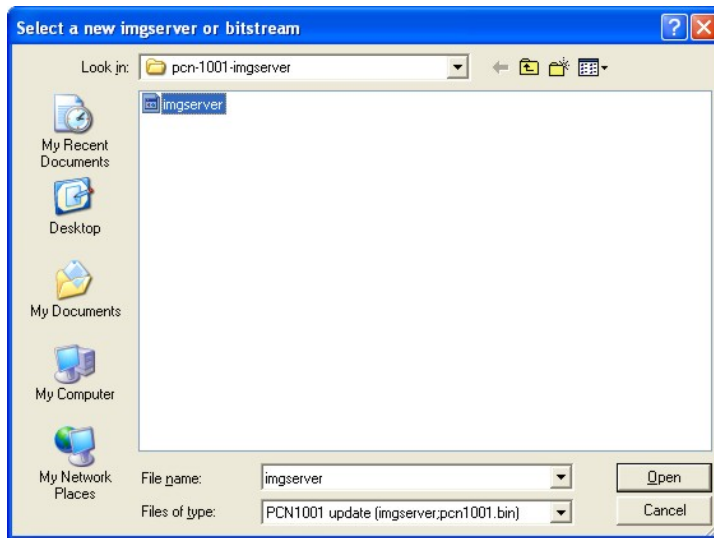 Select a new imgserver or bitstream
Look in: pcn-1001-imgserver
imgserver
My Recent
Documents
Desktop
My Documents
My Computer
My Network
Places
File name: imgserver Open
Files of type: PCN1001 update (imgserver;pcn1001.bin) Cancel